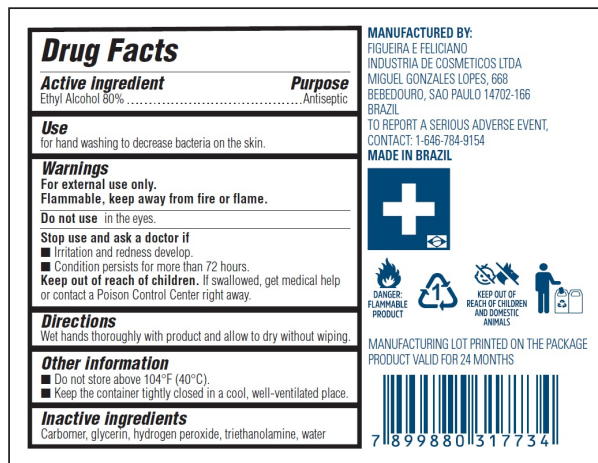 Drug Facts
Active ingredient Purpose
Ethyl Alcohol 80% ........................................ Antiseptic
Use
for hand washing to decrease bacteria on the skin.
Warnings
For external use only.
Flammable, keep away from fire or flame.
Do not use in the eyes.
Stop use and ask a doctor if
■ Irritation and redness develop.
■ Condition persists for more than 72 hours.
Keep out of reach of children. If swallowed, get medical help
or contact a Poison Control Center right away.
Directions
Wet hands thoroughly with product and allow to dry without wiping.
Other information
■ Do not store above 104°F (40°C).
■ Keep the container tightly closed in a cool, well-ventilated place.
Inactive ingredients
Carbomer, glycerin, hydrogen peroxide, triethanolamine, water
MANUFACTURED BY:
FIGUEIRA E FELICIANO
INDUSTRIA DE COSMETICOS LTDA
MIGUEL GONZALES LOPES, 668
BEBEDOURO, SAO PAULO 14702-166
BRAZIL
TO REPORT A SERIOUS ADVERSE EVENT,
CONTACT: 1-646-784-9154
MADE IN BRAZIL
DANGER:
FLAMMABLE
PRODUCT
1
KEEP OUT OF
REACH OF CHILDREN
AND DOMESTIC
ANIMALS
MANUFACTURING LOT PRINTED ON THE PACKAGE
PRODUCT VALID FOR 24 MONTHS
7 899880 317734